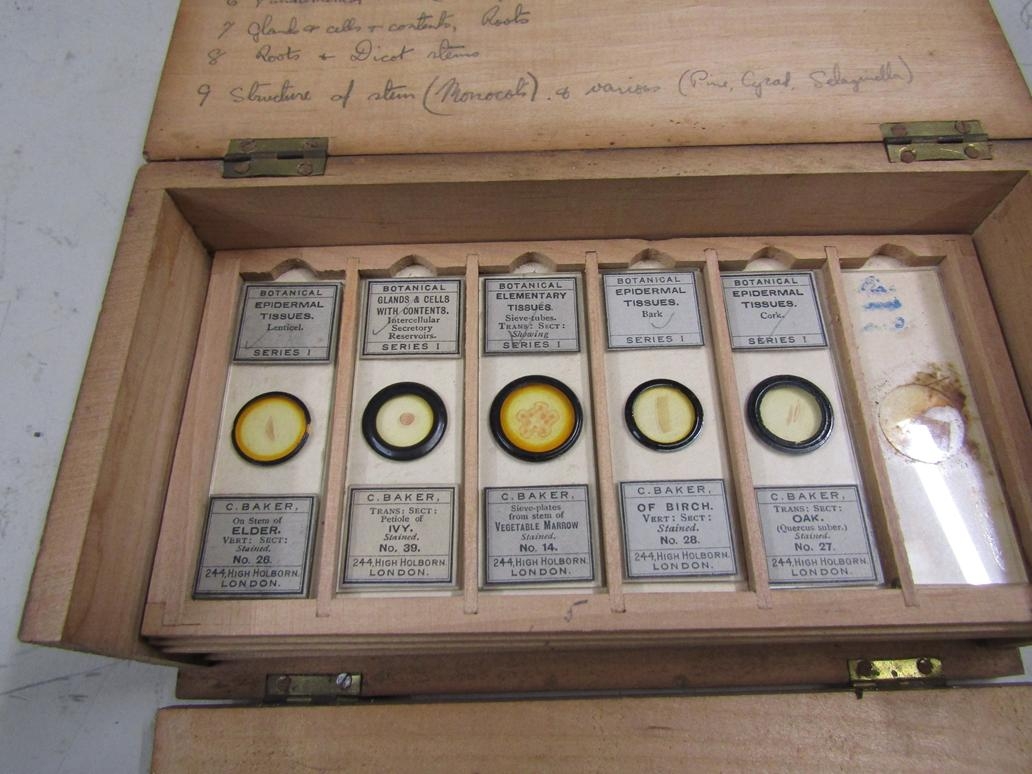 7 Glands & cells & contents, Roots
8 Roots & Dicot stems
9 Structure of stem (Monocots) & various (Pine, Cycad, Selaginella)
BOTANICAL
EPIDERMAL
TISSUES.
Lenticel.
SERIES I
C. BAKER,
On Stem of
ELDER.
VERT: SECT:
Stained.
No. 26.
244, HIGH HOLBORN.
LONDON.
BOTANICAL
GLANDS & CELLS
WITH CONTENTS.
Intercellular
Secretory
Reservoirs.
SERIES I
C. BAKER,
TRANS: SECT:
Petiole of
IVY.
Stained.
No. 39.
244, HIGH HOLBORN.
LONDON.
BOTANICAL
ELEMENTARY
TISSUES.
Sieve-tubes.
TRANS: SECT:
Showing
SERIES I
C. BAKER,
Sieve-plates
from stem of
VEGETABLE MARROW
Stained.
No. 14.
244, HIGH HOLBORN.
LONDON.
BOTANICAL
EPIDERMAL
TISSUES.
Bark
SERIES I
C. BAKER,
OF BIRCH.
VERT: SECT:
Stained.
No. 28.
244, HIGH HOLBORN.
LONDON.
BOTANICAL
EPIDERMAL
TISSUES.
Cork.
SERIES I
C. BAKER,
TRANS: SECT:
OAK.
(Quercus suber.)
Stained.
No. 27.
244, HIGH HOLBORN.
LONDON.
5